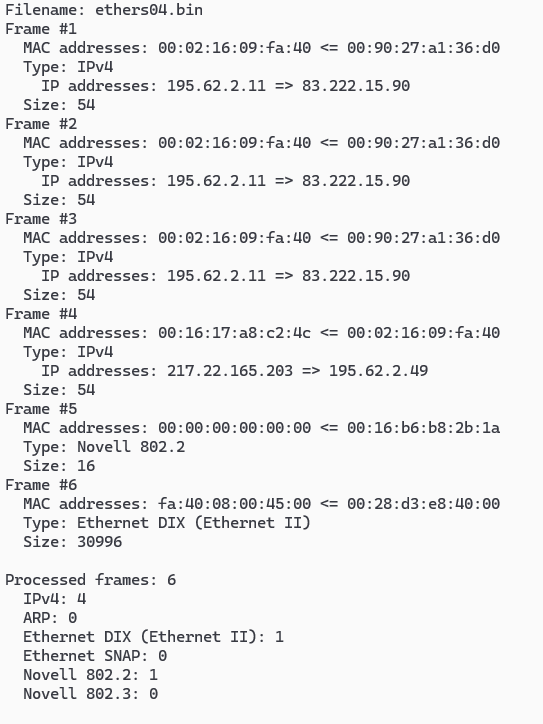 Filename: ethers04.bin
Frame #1
MAC addresses: 00:02:16:09:fa:40 <= 00:90:27:a1:36:d0
Type: IPv4
IP addresses: 195.62.2.11 => 83.222.15.90
Size: 54
Frame #2
MAC addresses: 00:02:16:09:fa:40 <= 00:90:27:a1:36:d0
Type: IPv4
IP addresses: 195.62.2.11 => 83.222.15.90
Size: 54
Frame #3
MAC addresses: 00:02:16:09:fa:40 <= 00:90:27:a1:36:d0
Type: IPv4
IP addresses: 195.62.2.11 => 83.222.15.90
Size: 54
Frame #4
MAC addresses: 00:16:17:a8:c2:4c <= 00:02:16:09:fa:40
Type: IPv4
IP addresses: 217.22.165.203 => 195.62.2.49
Size: 54
Frame #5
MAC addresses: 00:00:00:00:00:00 <= 00:16:b6:b8:2b:1a
Type: Novell 802.2
Size: 16
Frame #6
MAC addresses: fa:40:08:00:45:00 <= 00:28:d3:e8:40:00
Type: Ethernet DIX (Ethernet II)
Size: 30996
Processed frames: 6
IPv4: 4
ARP: 0
Ethernet DIX (Ethernet II): 1
Ethernet SNAP: 0
Novell 802.2: 1
Novell 802.3: 0